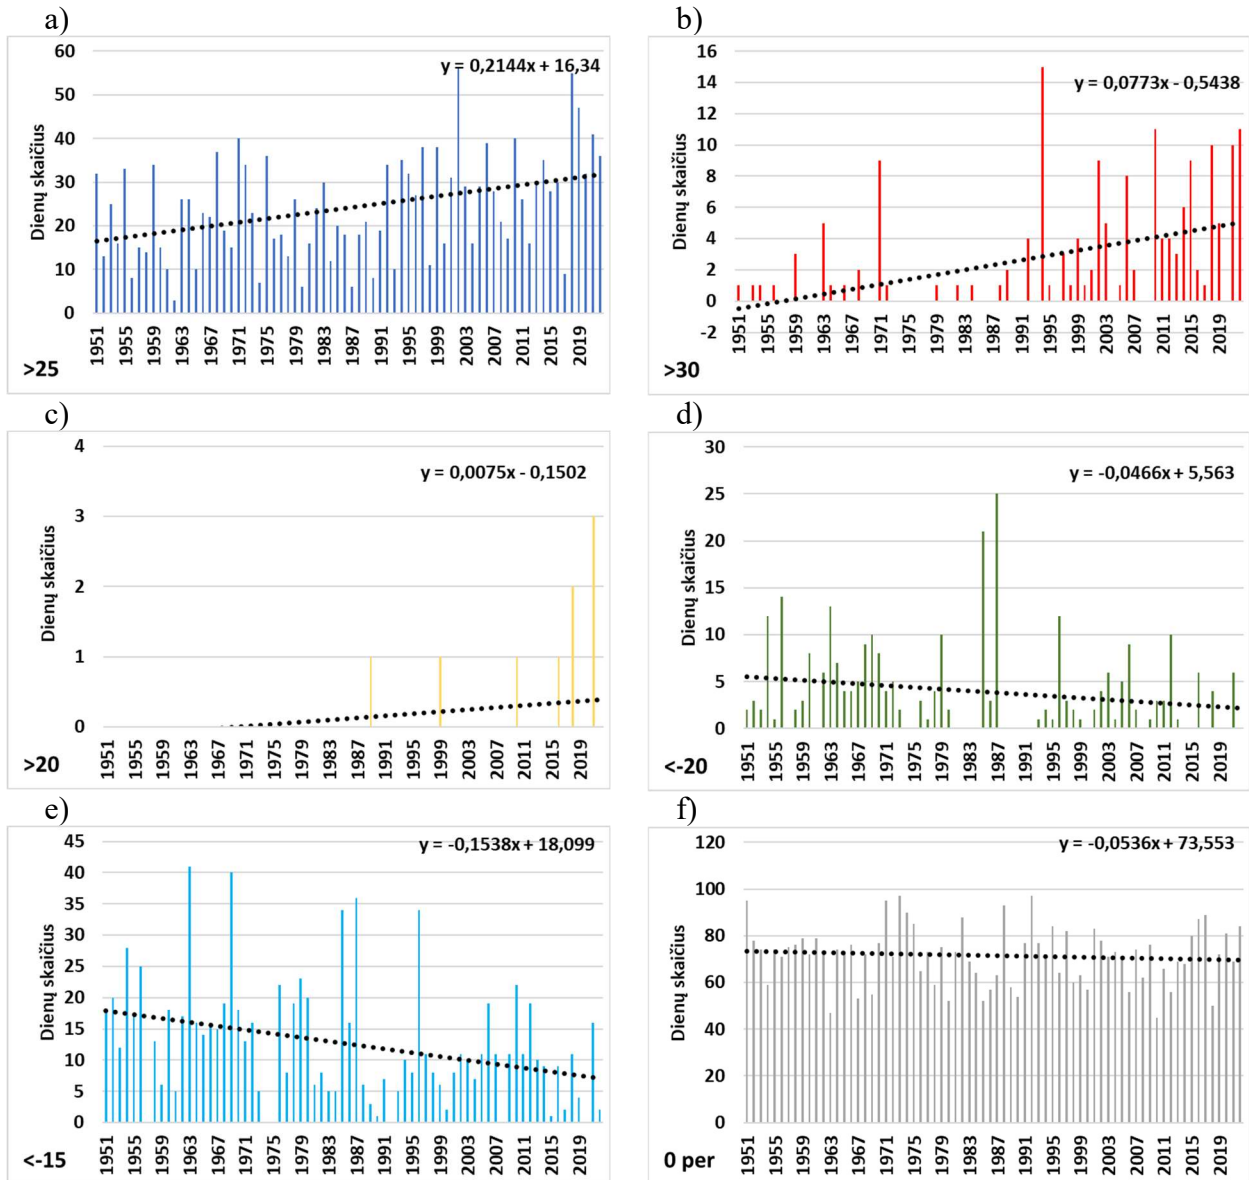 a)
60
50
40
30
20
10
0
Dienų skaičius
y = 0,2144x + 16,34
1951 1955 1959 1963 1967 1971 1975 1979 1983 1987 1991 1995 1999 2003 2007 2011 2015 2019
>25
b)
16
14
12
10
8
6
4
2
0
-2
Dienų skaičius
y = 0,0773x - 0,5438
1951 1955 1959 1963 1967 1971 1975 1979 1983 1987 1991 1995 1999 2003 2007 2011 2015 2019
>30
c)
4
3
2
1
0
Dienų skaičius
y = 0,0075x - 0,1502
1951 1955 1959 1963 1967 1971 1975 1979 1983 1987 1991 1995 1999 2003 2007 2011 2015 2019
>20
d)
30
25
20
15
10
5
0
Dienų skaičius
y = -0,0466x + 5,563
1951 1955 1959 1963 1967 1971 1975 1979 1983 1987 1991 1995 1999 2003 2007 2011 2015 2019
<-20
e)
45
40
35
30
25
20
15
10
5
0
Dienų skaičius
y = -0,1538x + 18,099
1951 1955 1959 1963 1967 1971 1975 1979 1983 1987 1991 1995 1999 2003 2007 2011 2015 2019
<-15
f)
120
100
80
60
40
20
0
Dienų skaičius
y = -0,0536x + 73,553
1951 1955 1959 1963 1967 1971 1975 1979 1983 1987 1991 1995 1999 2003 2007 2011 2015 2019
0 per